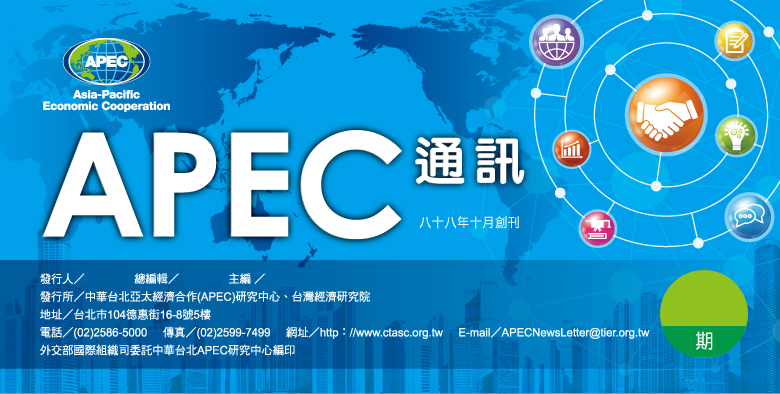 APEC
Asia-Pacific
Economic Cooperation
APEC 通訊
八十八年十月創刊
發行人／ 總編輯／ 主編 ／
發行所／中華台北亞太經濟合作(APEC)研究中心、台灣經濟研究院
地址／台北市104德惠街16-8號5樓
電話／(02)2586-5000 傳真／(02)2599-7499 網址／http：//www.ctasc.org.tw E-mail／APECNewsLetter@tier.org.tw
外交部國際組織司委託中華台北APEC研究中心編印
期